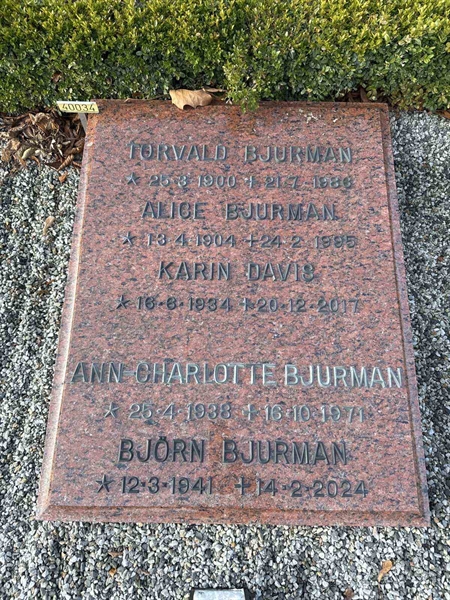 40034
TORVALD BJURMAN
* 25·3·1900 + 21·7·1986
ALICE BJURMAN
* 13·4·1904 + 24·2·1995
KARIN DAVIS
* 16·6·1934 + 20·12·2017
ANN-CHARLOTTE BJURMAN
* 25·4·1938 + 16·10·1971
BJÖRN BJURMAN
* 12·3·1941 + 14·2·2024